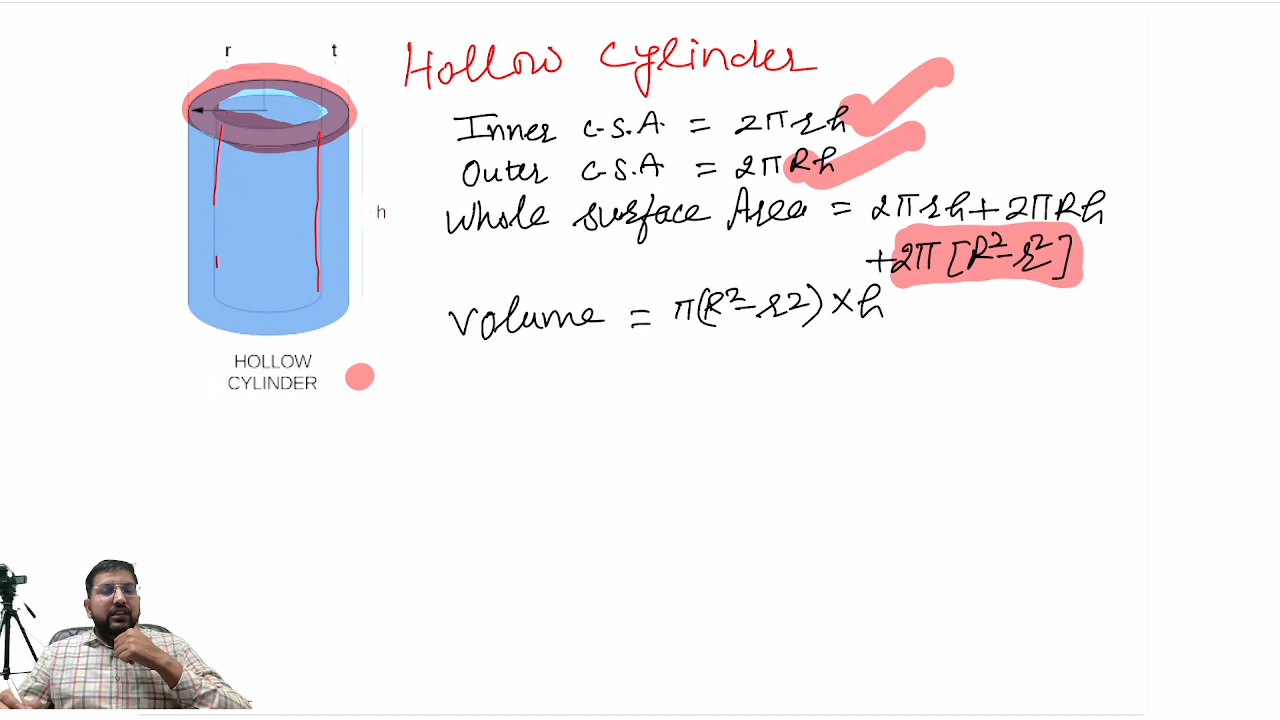 r t
Hollow Cylinder
Inner C.S.A. = 2πrh
Outer C.S.A = 2πRh
h
Whole surface Area = 2πrh+2πRh
+2π[R²-r²]
Volume = π(R²-r2)×h
HOLLOW
CYLINDER